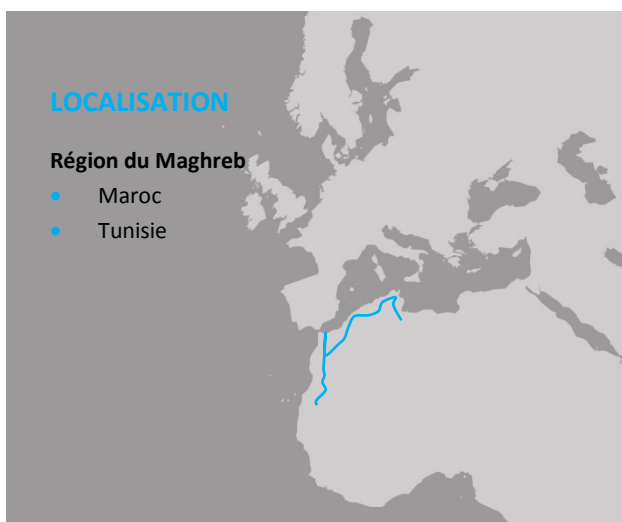 LOCALISATION
Région du Maghreb
• Maroc
• Tunisie